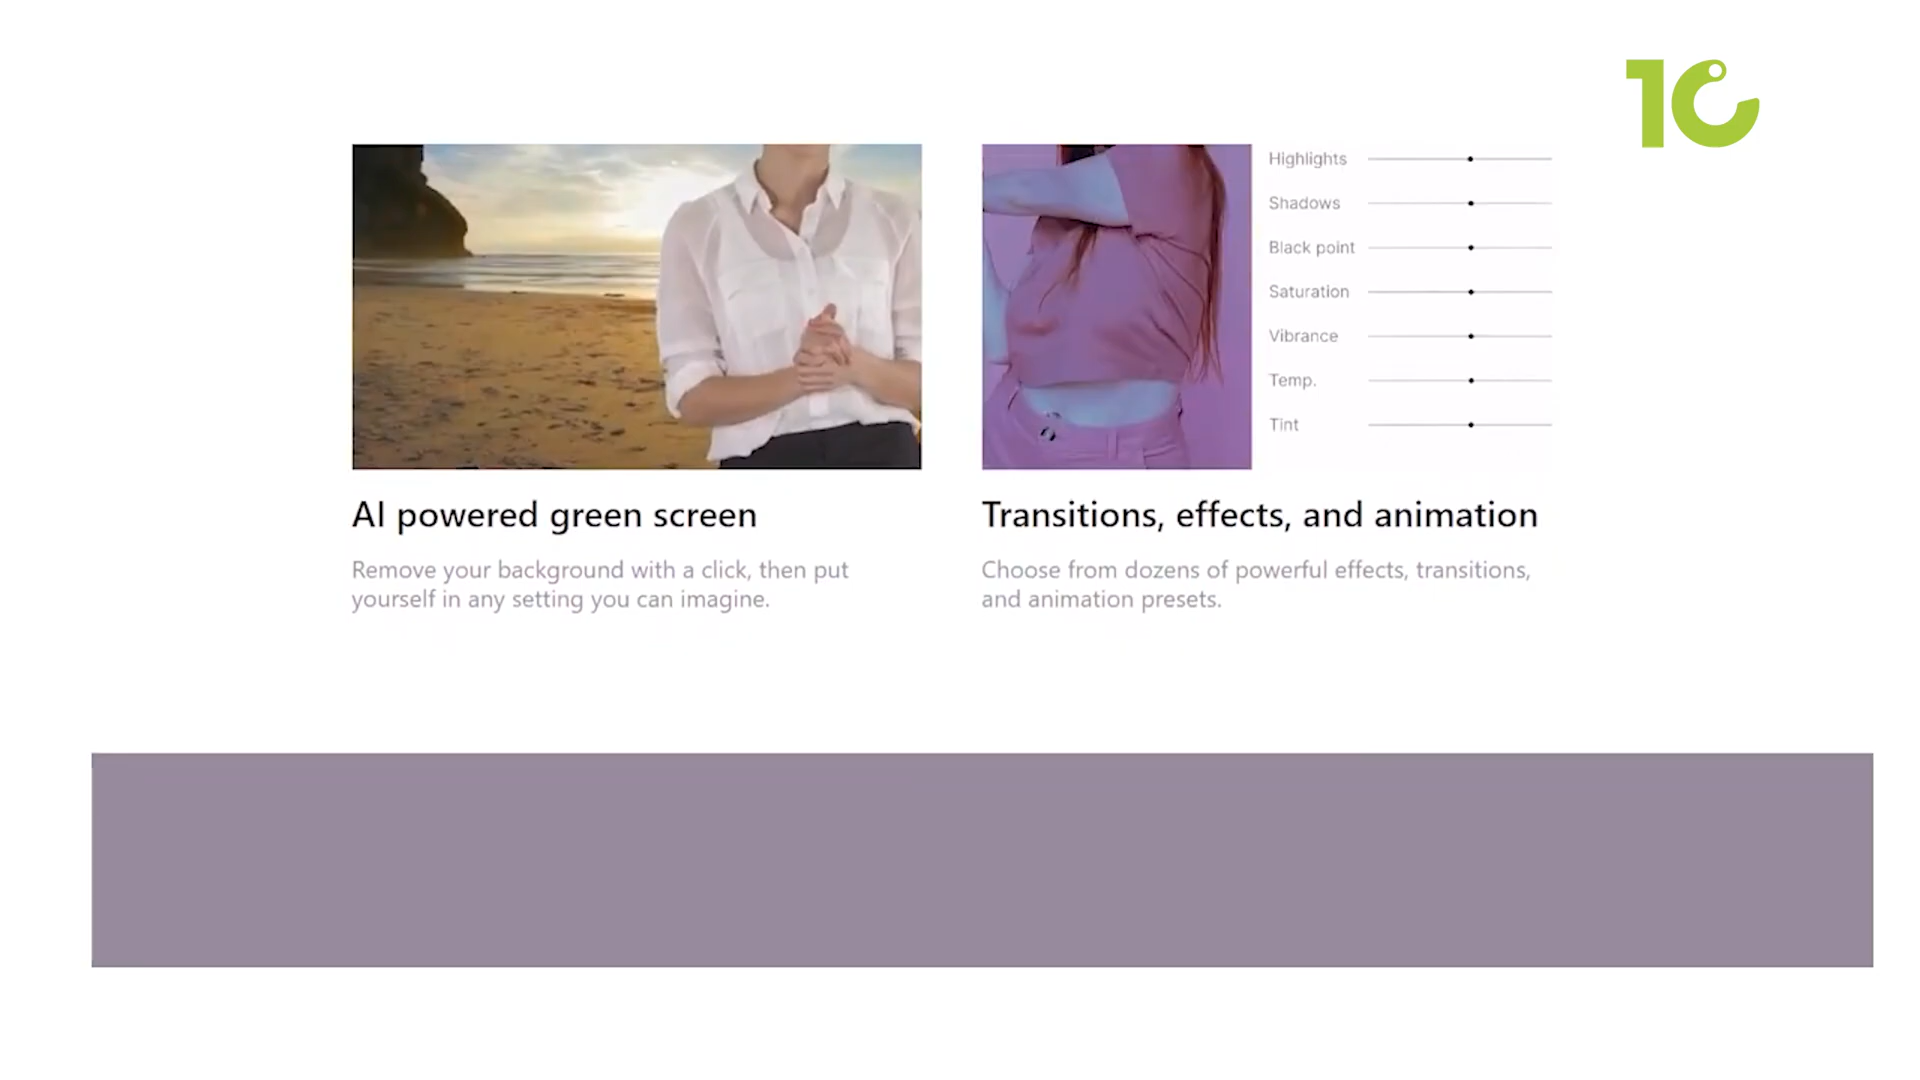 10
Highlights
Shadows
Black point
Saturation
Vibrance
Temp.
Tint
AI powered green screen
Remove your background with a click, then put
yourself in any setting you can imagine.
Transitions, effects, and animation
Choose from dozens of powerful effects, transitions,
and animation presets.